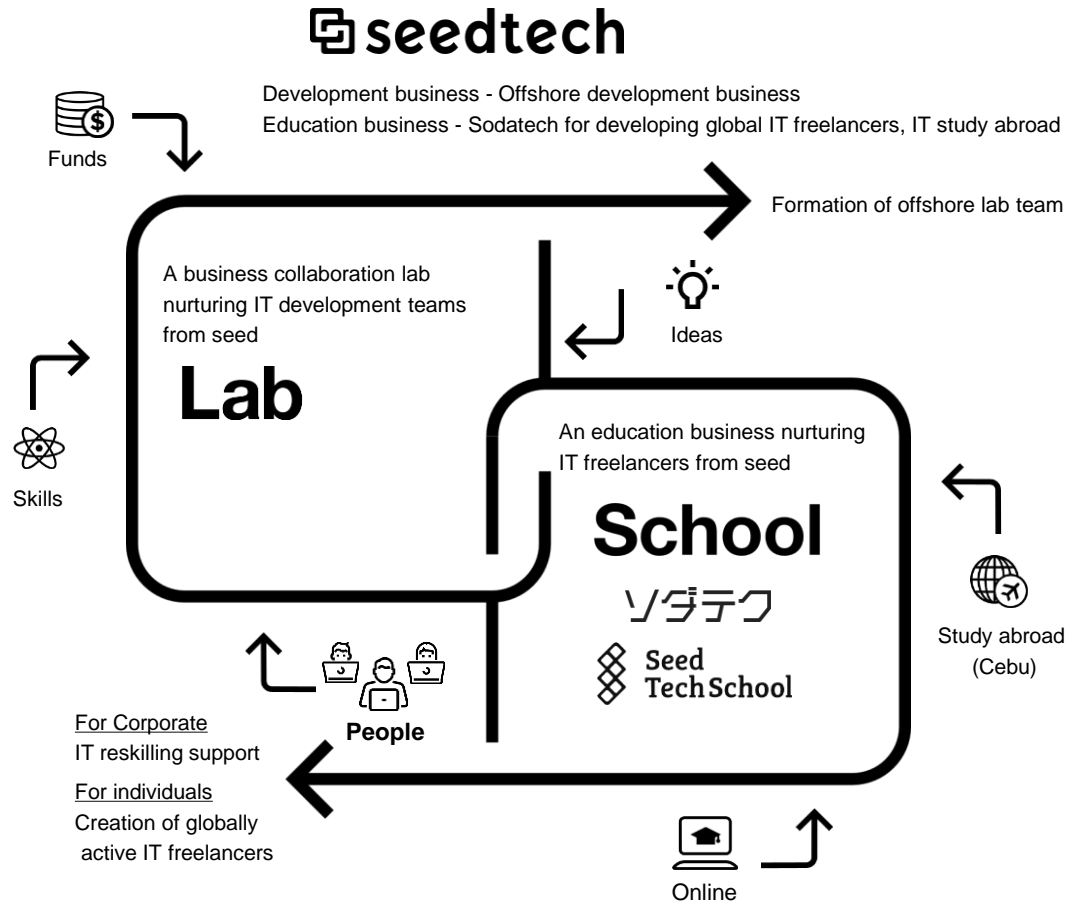 seedtech
Development business - Offshore development business
Education business - Sodatech for developing global IT freelancers, IT study abroad
Funds
Formation of offshore lab team
A business collaboration lab
nurturing IT development teams
from seed
Lab
Ideas
Skills
An education business nurturing
IT freelancers from seed
School
ソダテク
Seed
Tech School
Study abroad
(Cebu)
People
For Corporate
IT reskilling support
For individuals
Creation of globally
active IT freelancers
Online